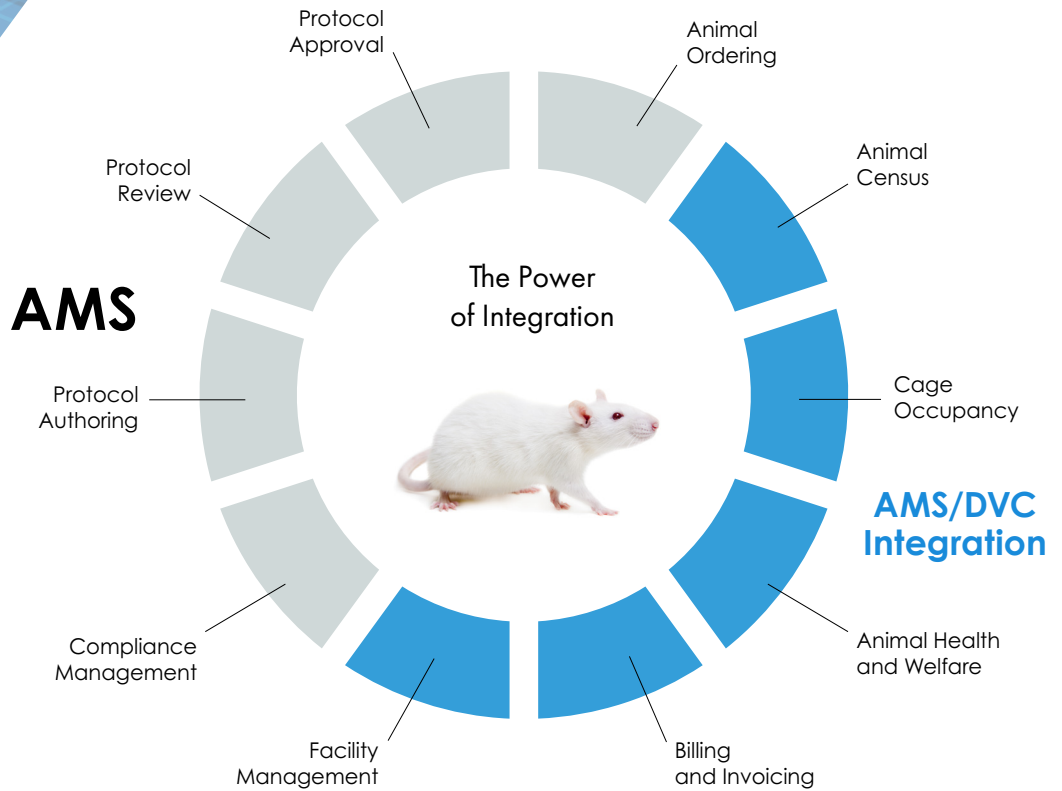 Protocol
Approval
Animal
Ordering
Protocol
Review
Animal
Census
The Power
of Integration
AMS
Protocol
Authoring
Cage
Occupancy
AMS/DVC
Integration
Compliance
Management
Animal Health
and Welfare
Facility
Management
Billing
and Invoicing